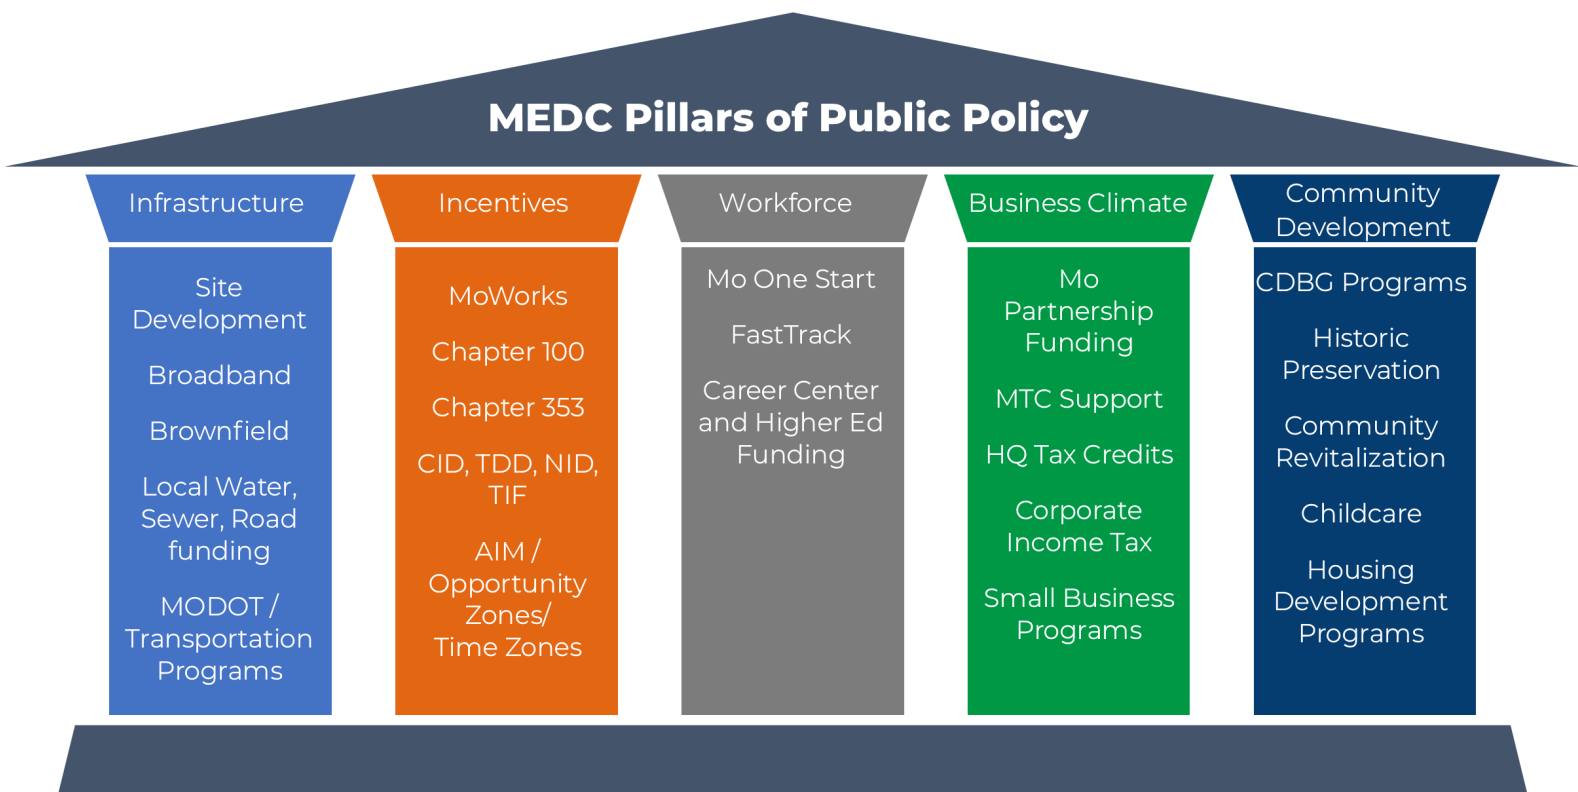 MEDC Pillars of Public Policy
Infrastructure
Site
Development
Broadband
Brownfield
Local Water,
Sewer, Road
funding
MODOT /
Transportation
Programs
Incentives
MoWorks
Chapter 100
Chapter 353
CID, TDD, NID,
TIF
AIM /
Opportunity
Zones/
Time Zones
Workforce
Mo One Start
FastTrack
Career Center
and Higher Ed
Funding
Business Climate
Mo
Partnership
Funding
MTC Support
HQ Tax Credits
Corporate
Income Tax
Small Business
Programs
Community
Development
CDBG Programs
Historic
Preservation
Community
Revitalization
Childcare
Housing
Development
Programs